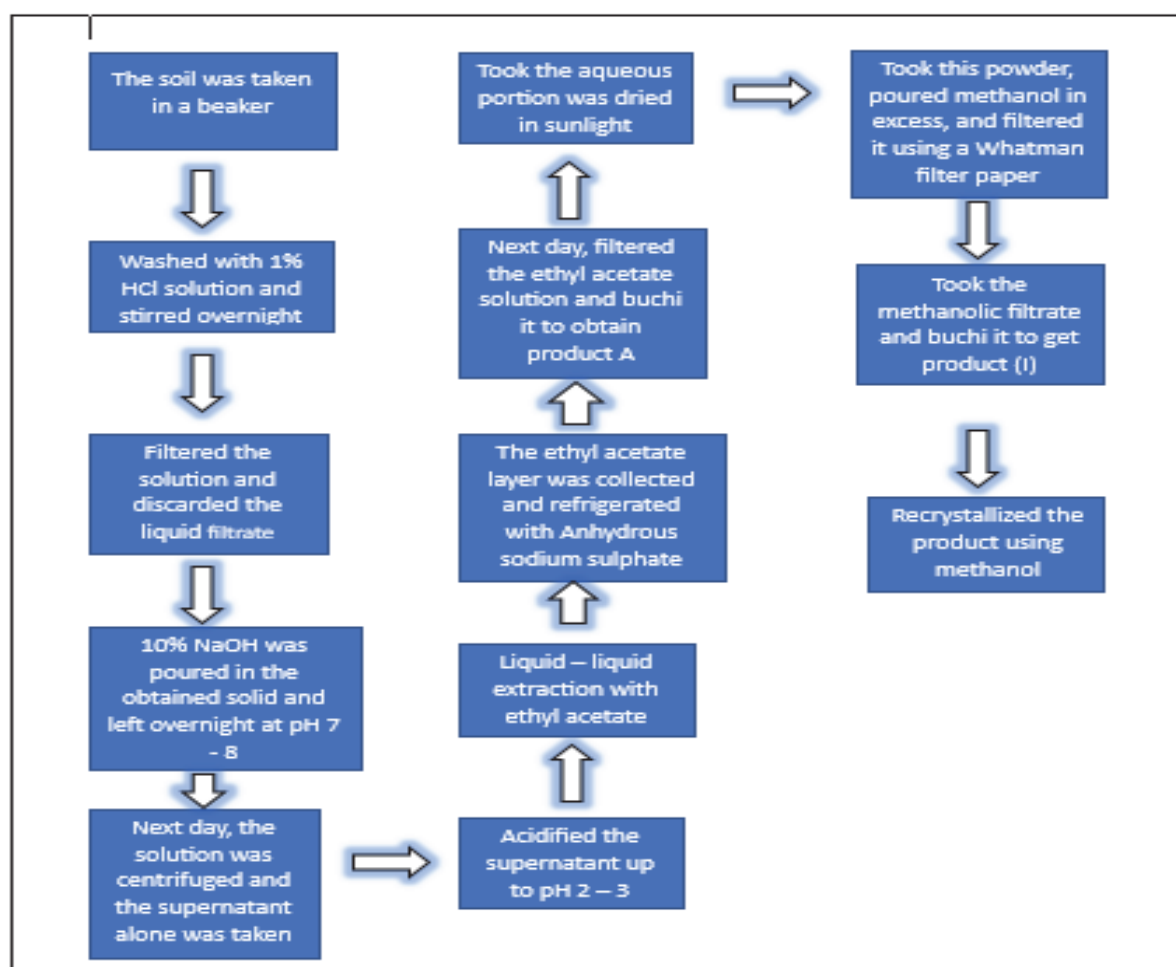 The soil was taken
in a beaker
Washed with 1%
HCl solution and
stirred overnight
Filtered the
solution and
discarded the
liquid filtrate
10% NaOH was
poured in the
obtained solid and
left overnight at pH 7
- 8
Next day, the
solution was
centrifuged and
the supernatant
alone was taken
Acidified the
supernatant up
to pH 2 – 3
Liquid – liquid
extraction with
ethyl acetate
The ethyl acetate
layer was collected
and refrigerated
with Anhydrous
sodium sulphate
Next day, filtered
the ethyl acetate
solution and buchi
it to obtain
product A
Took the aqueous
portion was dried
in sunlight
Took this powder,
poured methanol in
excess, and filtered
it using a Whatman
filter paper
Took the
methanolic filtrate
and buchi it to get
product (I)
Recrystallized the
product using
methanol